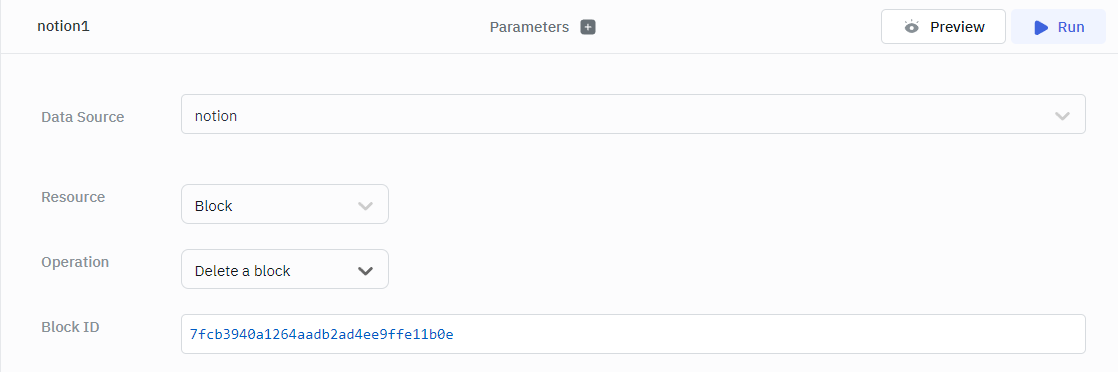 notion1 Parameters Preview Run
Data Source notion
Resource Block
Operation Delete a block
Block ID 7fcb3940a1264aadb2ad4ee9ffe11b0e